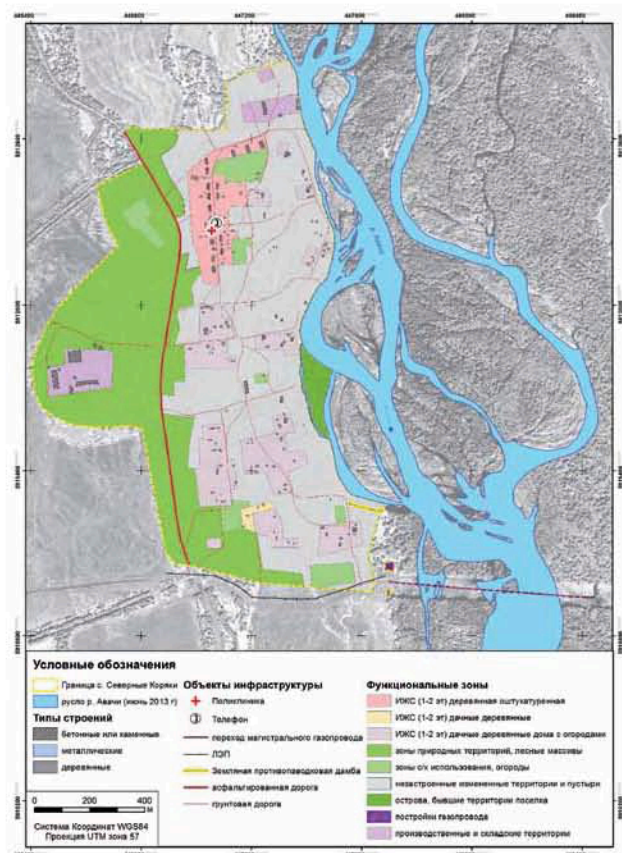 Условные обозначения
Граница с. Северные Коряки
русло р. Авачи (июнь 2013 г)
Типы строений
бетонные или каменные
металлические
деревянные
0 200 400
М
Система Координат WGS84
Проекция UTM зона 57
Объекты инфраструктуры
Поликлиника
Телефон
переход магистрального газопровода
ЛЭП
Земляная противопаводковая дамба
асфальтированная дорога
грунтовая дорога
Функциональные зоны
ИЖС (1-2 эт) деревянная оштукатуренная
ИЖС (1-2 эт) дачные деревянные
ИЖС (1-2 эт) дачные деревянные дома с огородами
зоны природных территорий, лесные массивы
зоны с/х использования, огороды
незастроенные измененные территории и пустыри
острова, бывшие территории поселка
постройки газопровода
производственные и складские территории